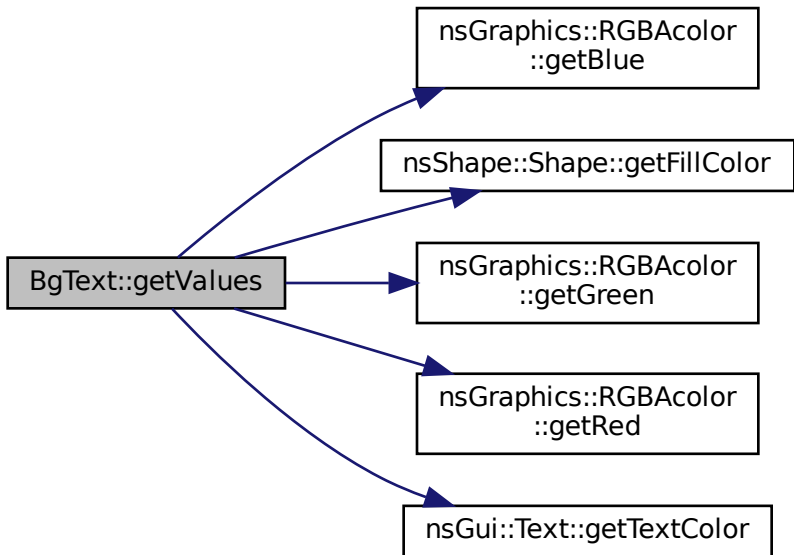 nsGraphics::RGBAcolor
::getBlue
nsShape::Shape::getFillColor
BgText::getValues
nsGraphics::RGBAcolor
::getGreen
nsGraphics::RGBAcolor
::getRed
nsGui::Text::getTextColor